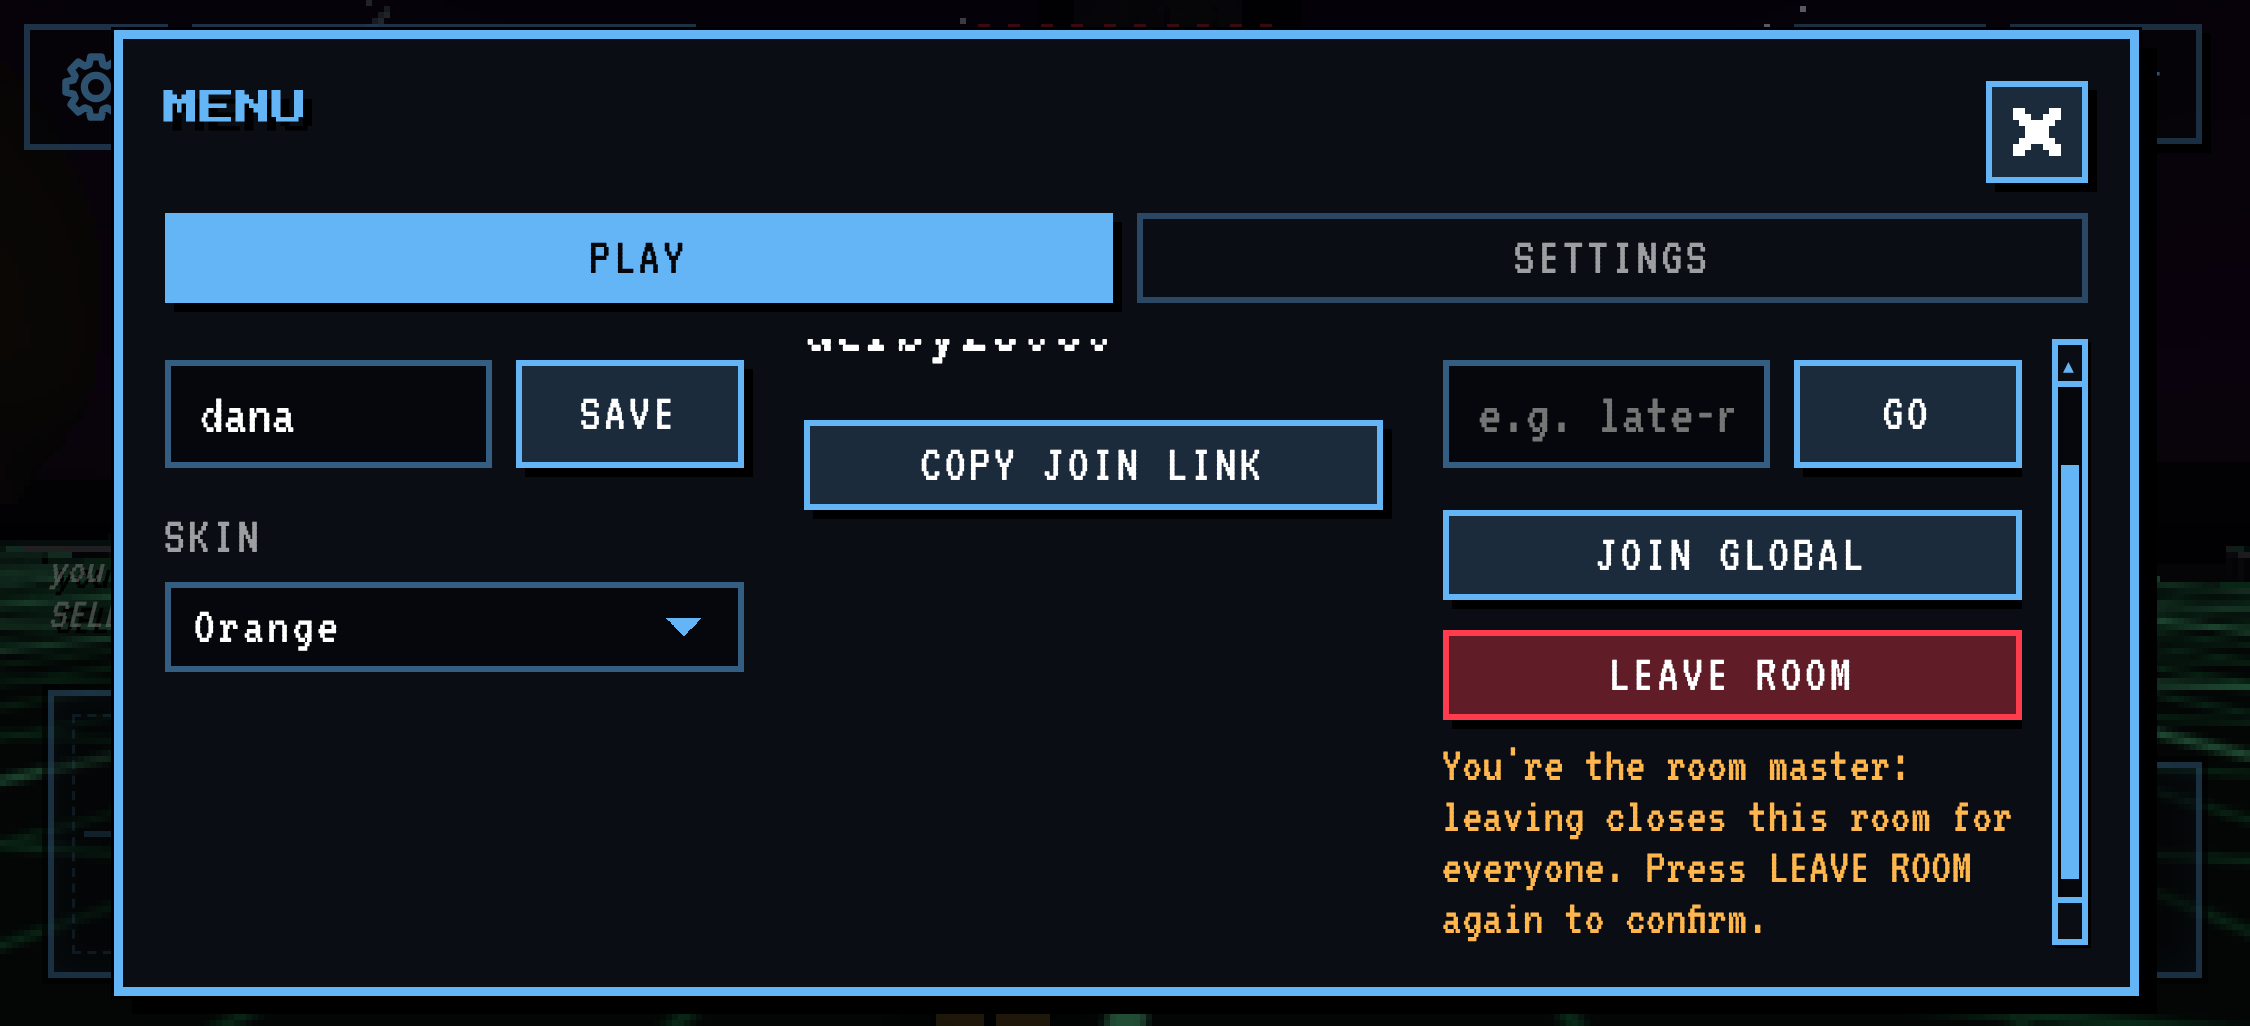 MENU
PLAY
SETTINGS
dana
SAVE
e.g. late-r
GO
COPY JOIN LINK
SKIN
JOIN GLOBAL
Orange
LEAVE ROOM
You're the room master:
leaving closes this room for
everyone. Press LEAVE ROOM
again to confirm.
you